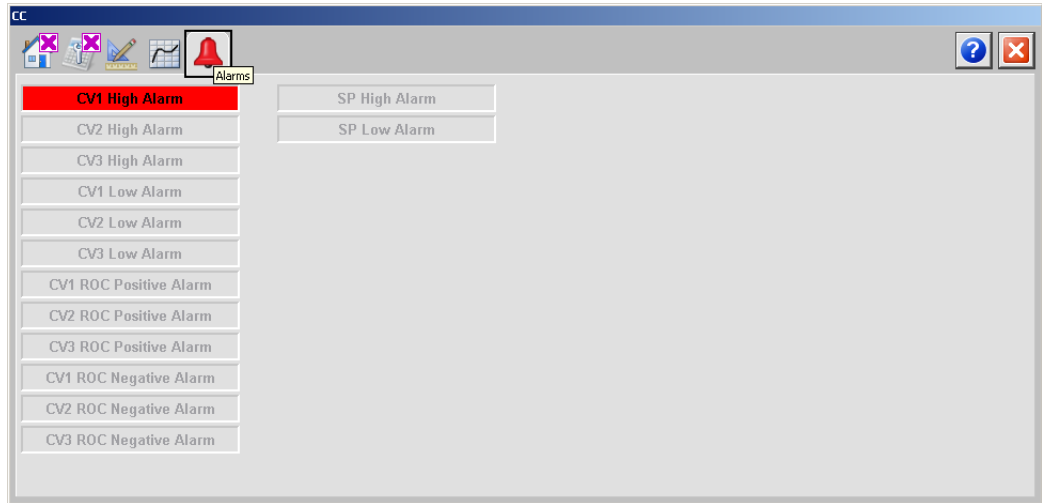 CC
Alarms
CV1 High Alarm
CV2 High Alarm
CV3 High Alarm
CV1 Low Alarm
CV2 Low Alarm
CV3 Low Alarm
CV1 ROC Positive Alarm
CV2 ROC Positive Alarm
CV3 ROC Positive Alarm
CV1 ROC Negative Alarm
CV2 ROC Negative Alarm
CV3 ROC Negative Alarm
SP High Alarm
SP Low Alarm